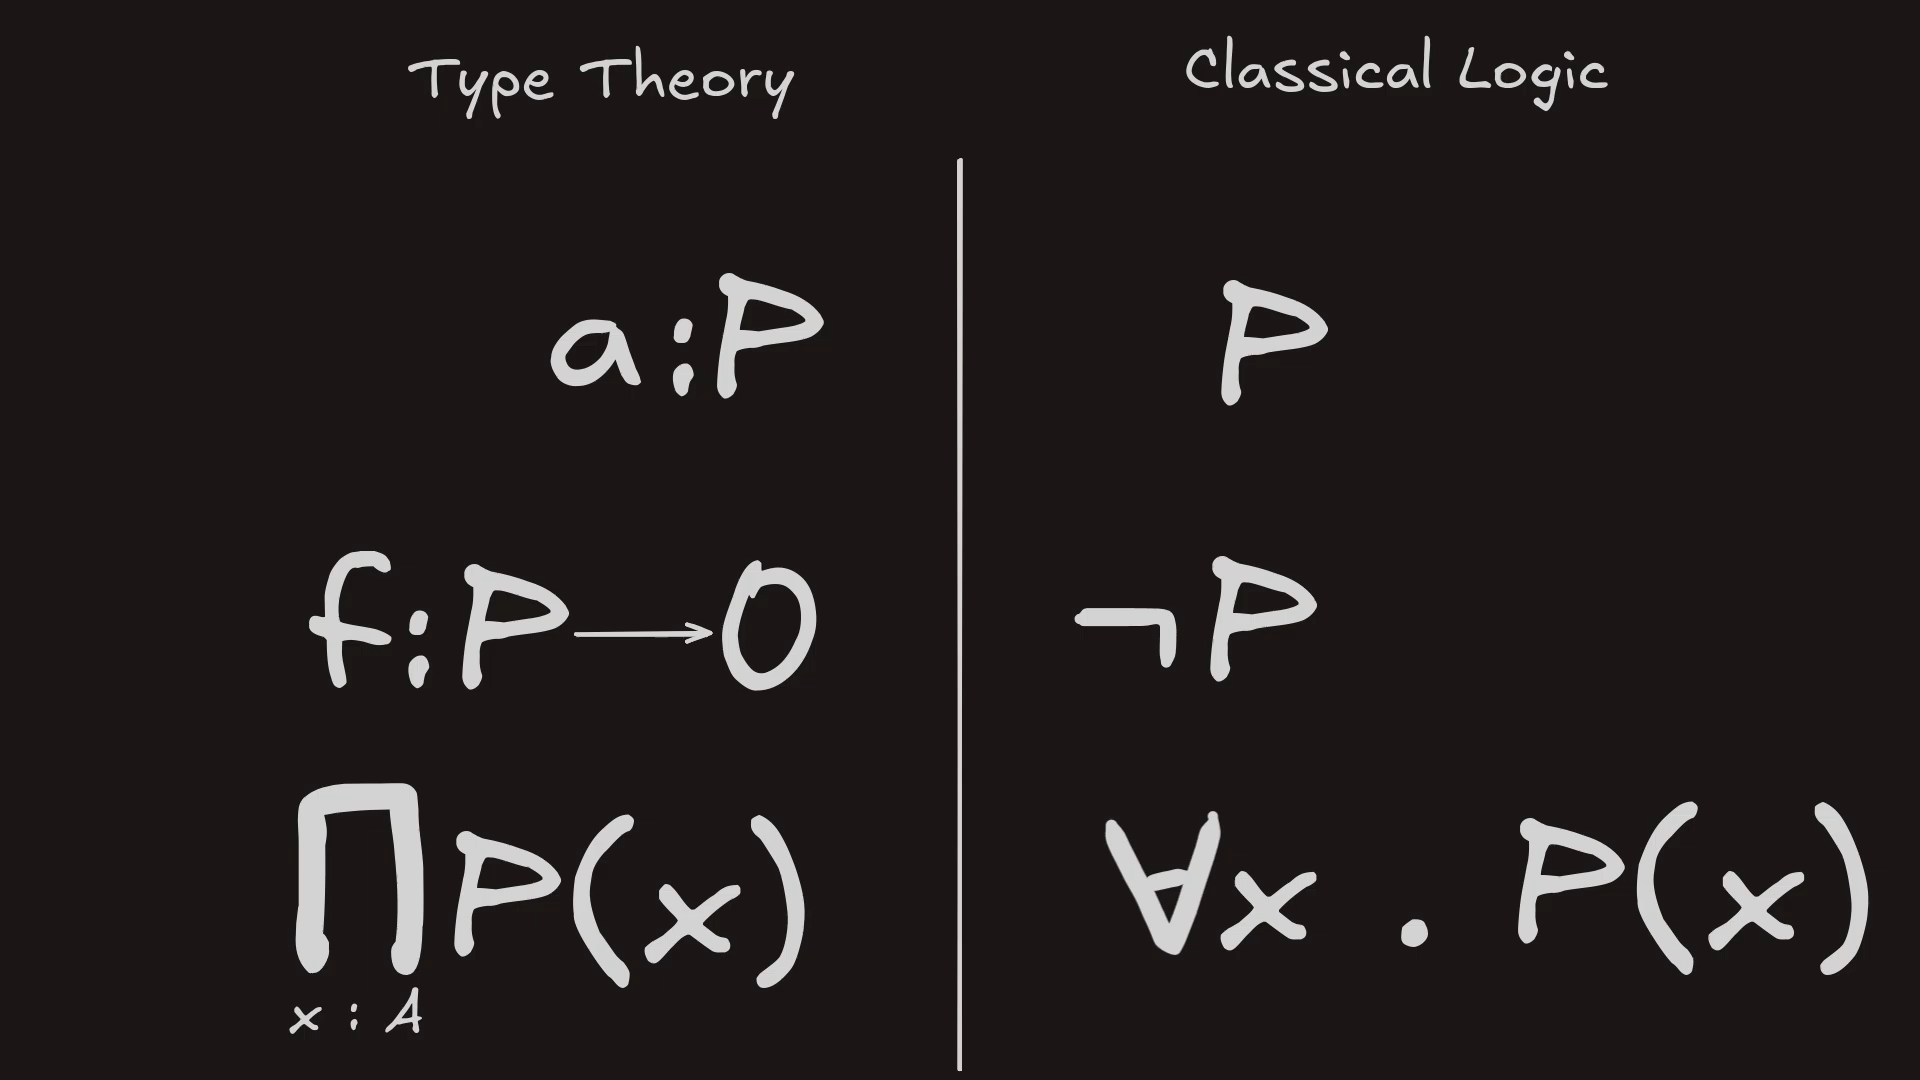 Type Theory
Classical Logic
a:P
P
f:P→0
¬P
∏P(x)
x : A
∀x . P(x)